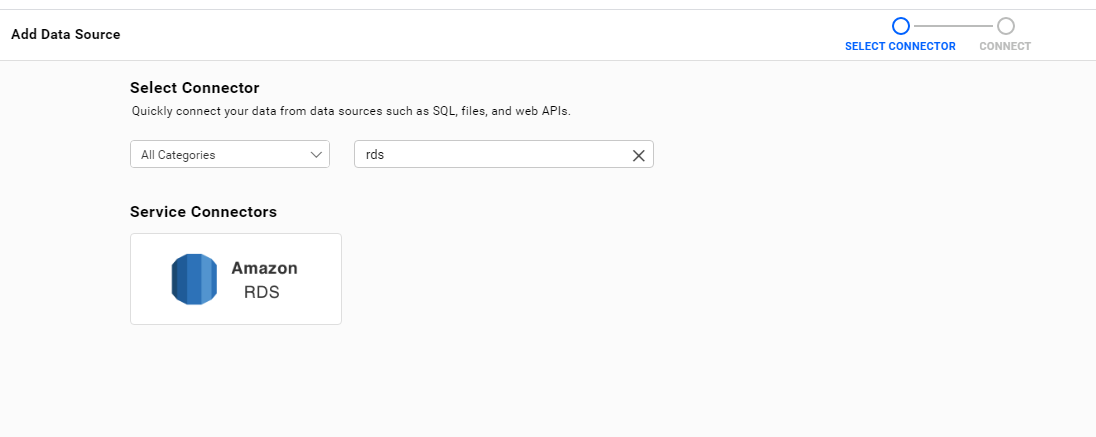 Add Data Source
SELECT CONNECTOR
CONNECT
Select Connector
Quickly connect your data from data sources such as SQL, files, and web APIs.
All Categories
rds
Service Connectors
Amazon
RDS